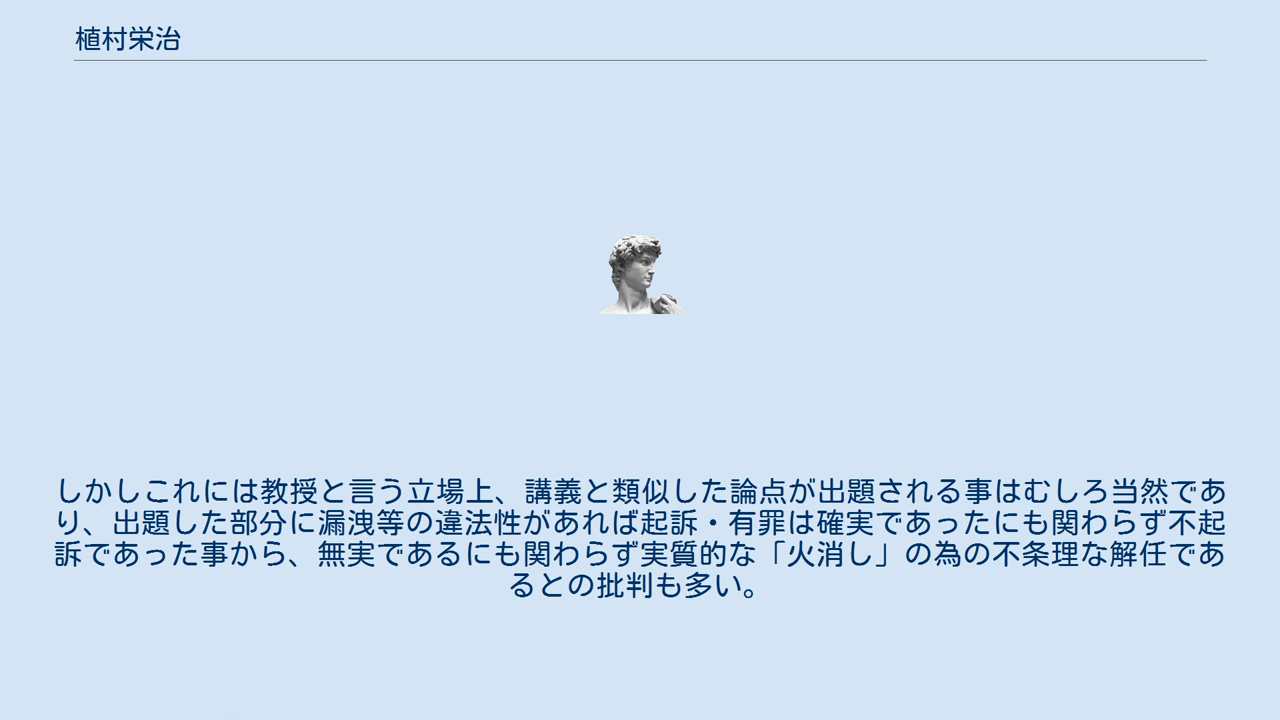 植村栄治
しかしこれには教授と言う立場上、講義と類似した論点が出題される事はむしろ当然であ
り、出題した部分に漏洩等の違法性があれば起訴・有罪は確実であったにも関わらず不起
訴であった事から、無実であるにも関わらず実質的な「火消し」の為の不条理な解任であ
るとの批判も多い。